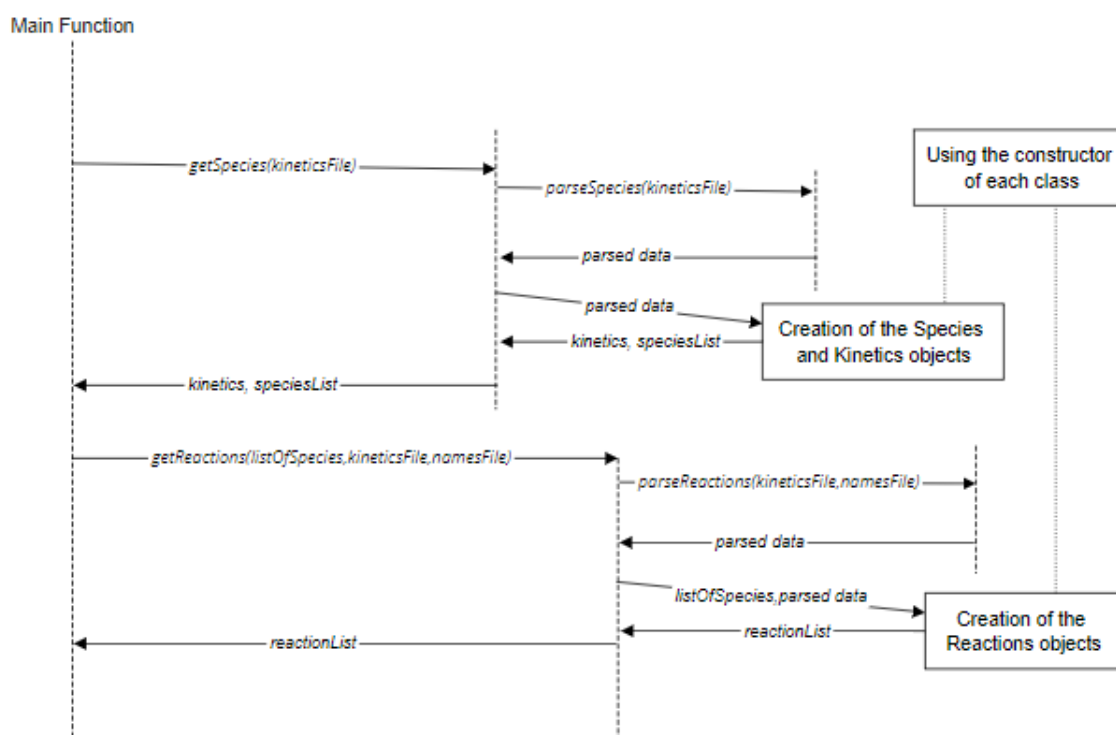 Main Function
getSpecies(kineticsFile)
Using the constructor
of each class
parseSpecies(kineticsFile)
parsed data
parsed data
Creation of the Species
and Kinetics objects
kinetics, speciesList
kinetics, speciesList
getReactions(listOfSpecies,kineticsFile,namesFile)
parseReactions(kineticsFile,namesFile)
parsed data
listOfSpecies,parsed data
Creation of the
Reactions objects
reactionList
reactionList